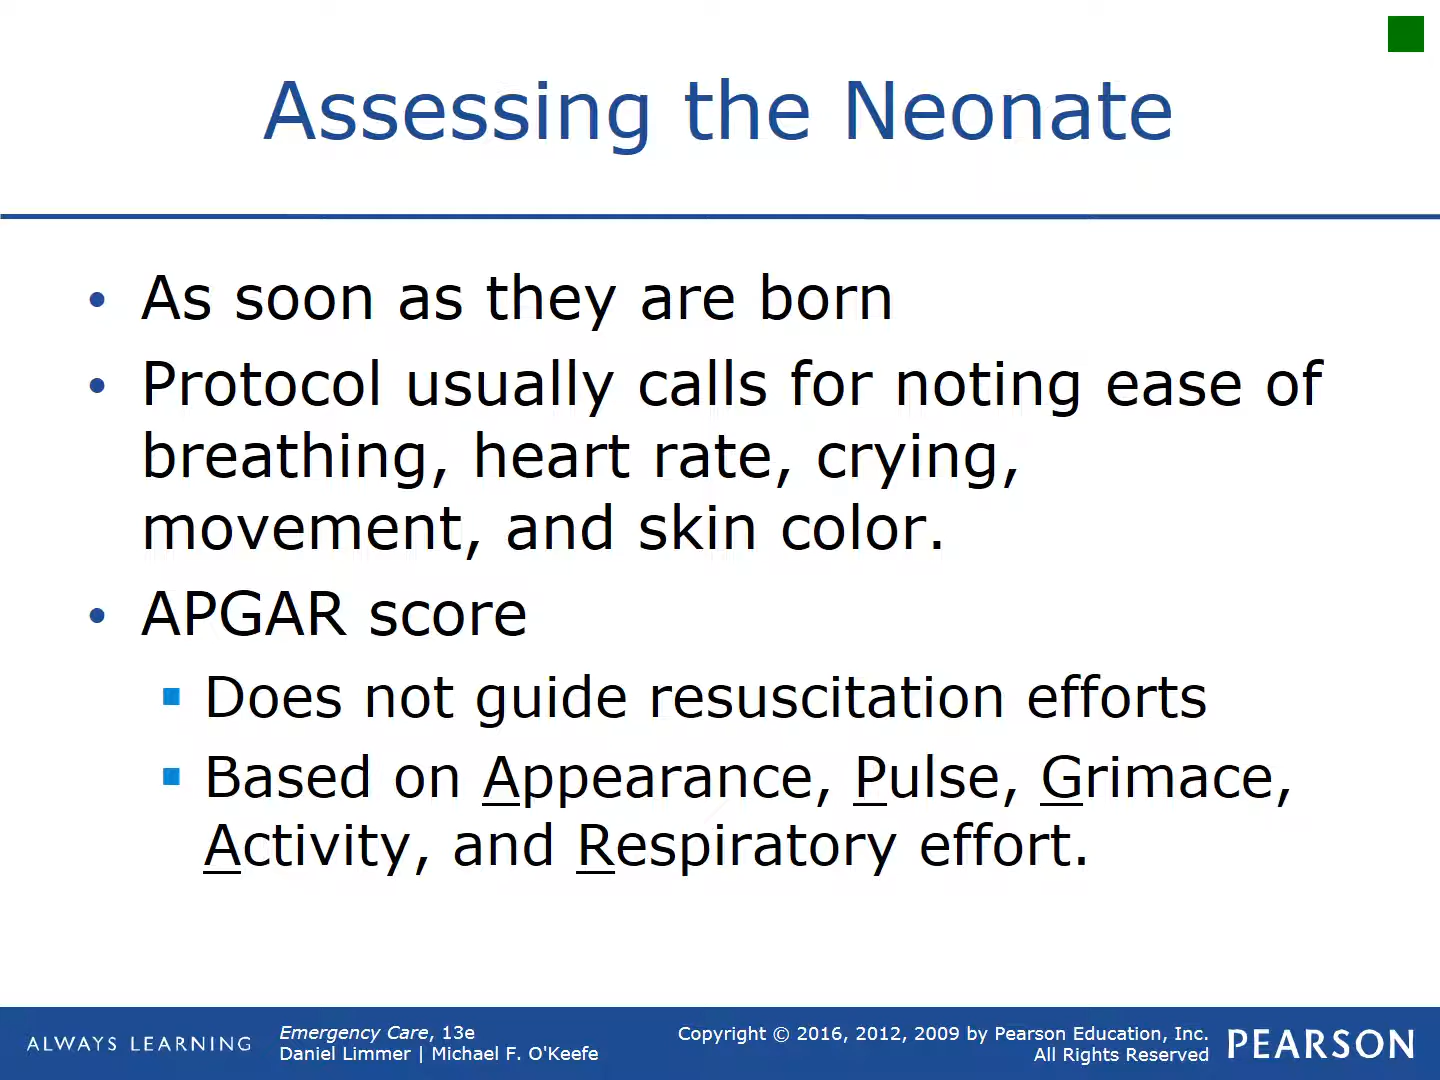 Assessing the Neonate
• As soon as they are born
• Protocol usually calls for noting ease of
breathing, heart rate, crying,
movement, and skin color.
• APGAR score
▪ Does not guide resuscitation efforts
▪ Based on Appearance, Pulse, Grimace,
Activity, and Respiratory effort.
ALWAYS LEARNING
Emergency Care, 13e
Daniel Limmer | Michael F. O'Keefe
Copyright © 2016, 2012, 2009 by Pearson Education, Inc.
All Rights Reserved
PEARSON